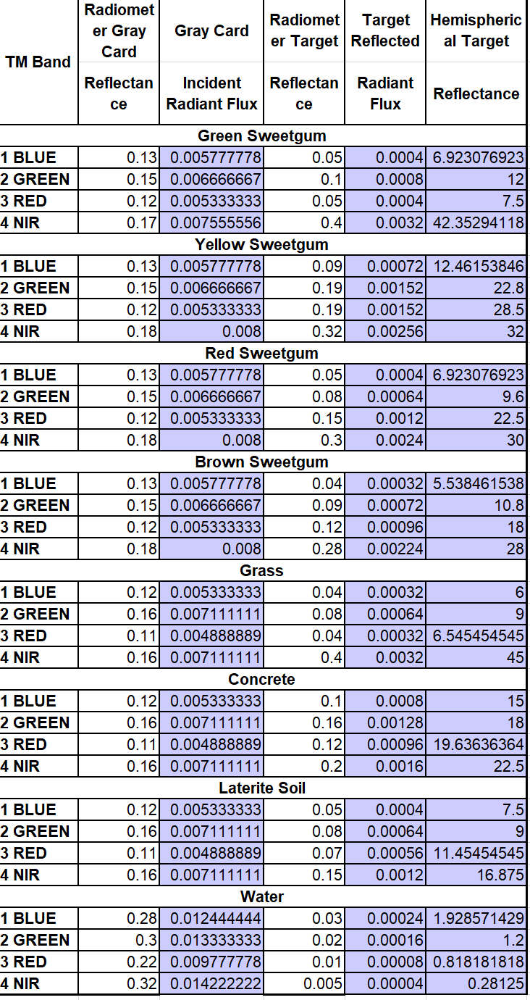 TM Band Radiomet er Gray Card Gray Card Radiomet er Target Target Reflected Hemispheric al Target
Reflectan ce Incident Radiant Flux Reflectan ce Radiant Flux Reflectance
Green Sweetgum
1 BLUE 0.13 0.005777778 0.05 0.0004 6.923076923
2 GREEN 0.15 0.006666667 0.1 0.0008 12
3 RED 0.12 0.005333333 0.05 0.0004 7.5
4 NIR 0.17 0.007555556 0.4 0.0032 42.35294118
Yellow Sweetgum
1 BLUE 0.13 0.005777778 0.09 0.00072 12.46153846
2 GREEN 0.15 0.006666667 0.19 0.00152 22.8
3 RED 0.12 0.005333333 0.19 0.00152 28.5
4 NIR 0.18 0.008 0.32 0.00256 32
Red Sweetgum
1 BLUE 0.13 0.005777778 0.05 0.0004 6.923076923
2 GREEN 0.15 0.006666667 0.08 0.00064 9.6
3 RED 0.12 0.005333333 0.15 0.0012 22.5
4 NIR 0.18 0.008 0.3 0.0024 30
Brown Sweetgum
1 BLUE 0.13 0.005777778 0.04 0.00032 5.538461538
2 GREEN 0.15 0.006666667 0.09 0.00072 10.8
3 RED 0.12 0.005333333 0.12 0.00096 18
4 NIR 0.18 0.008 0.28 0.00224 28
Grass
1 BLUE 0.12 0.005333333 0.04 0.00032 6
2 GREEN 0.16 0.007111111 0.08 0.00064 9
3 RED 0.11 0.004888889 0.04 0.00032 6.545454545
4 NIR 0.16 0.007111111 0.4 0.0032 45
Concrete
1 BLUE 0.12 0.005333333 0.1 0.0008 15
2 GREEN 0.16 0.007111111 0.16 0.00128 18
3 RED 0.11 0.004888889 0.12 0.00096 19.63636364
4 NIR 0.16 0.007111111 0.2 0.0016 22.5
Laterite Soil
1 BLUE 0.12 0.005333333 0.05 0.0004 7.5
2 GREEN 0.16 0.007111111 0.08 0.00064 9
3 RED 0.11 0.004888889 0.07 0.00056 11.45454545
4 NIR 0.16 0.007111111 0.15 0.0012 16.875
Water
1 BLUE 0.28 0.012444444 0.03 0.00024 1.928571429
2 GREEN 0.3 0.013333333 0.02 0.00016 1.2
3 RED 0.22 0.009777778 0.01 0.00008 0.818181818
4 NIR 0.32 0.014222222 0.005 0.00004 0.28125